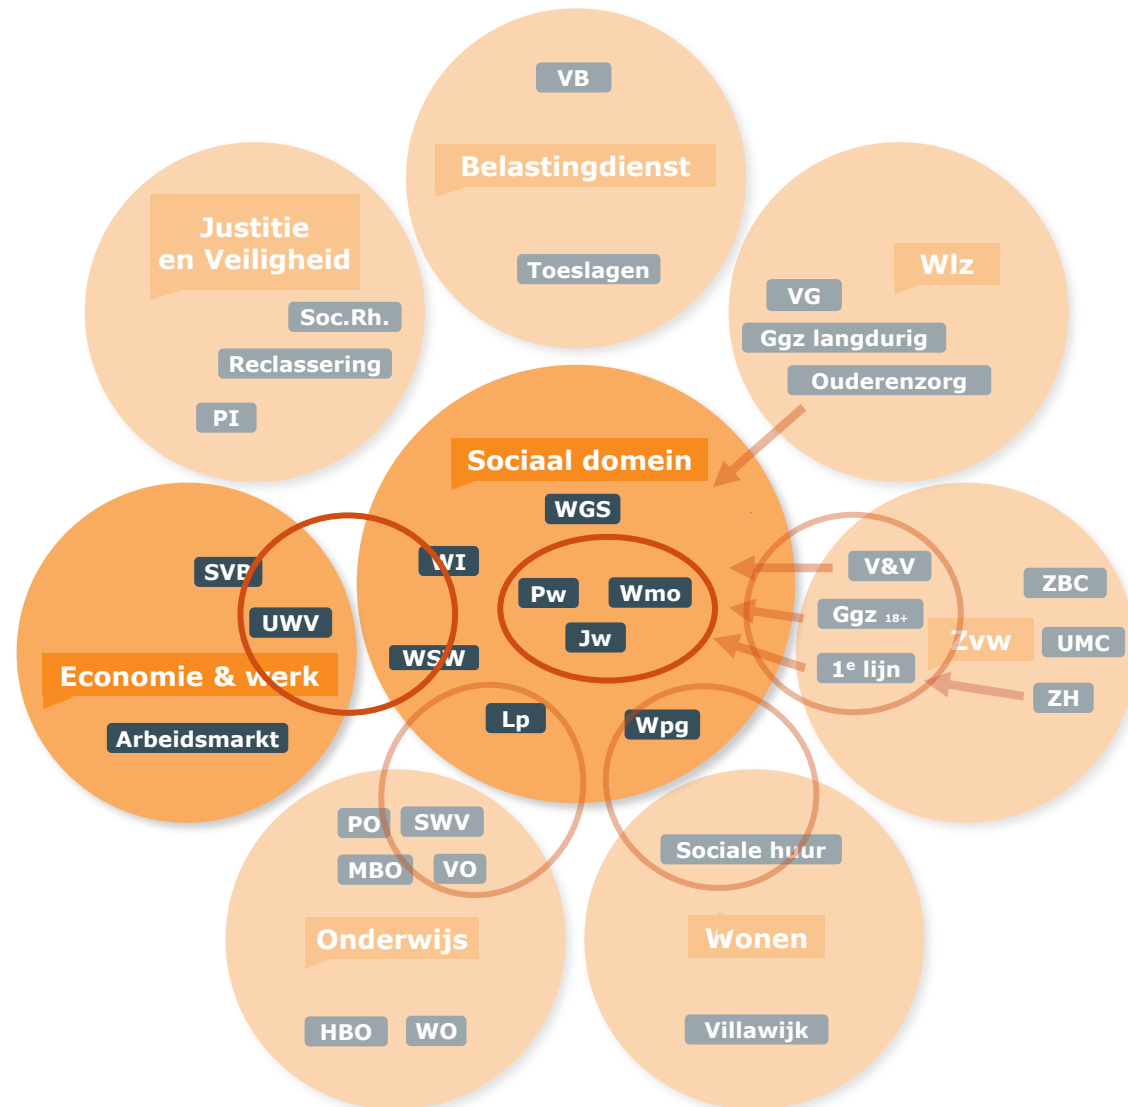 VB
Belastingdienst
Toeslagen
Justitie
en Veiligheid
Soc.Rh.
Reclassering
PI
Wlz
VG
Ggz langdurig
Ouderenzorg
Sociaal domein
WGS
WI
Pw
Wmo
Jw
WSW
Lp
Wpg
SVB
UWV
Economie & werk
Arbeidsmarkt
V&V
ZBC
Ggz 18+
Zvw
UMC
1e lijn
ZH
PO
SWV
MBO
VO
Onderwijs
HBO
WO
Sociale huur
Wonen
Villawijk